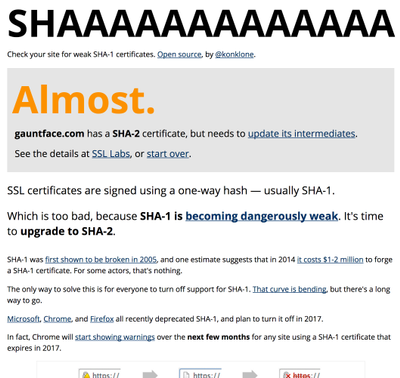 SHAAAAAAAAAAAAAAA
Check your site for weak SHA-1 certificates. Open source, by @konklone.
Almost.
gauntface.com has a SHA-2 certificate, but needs to update its intermediates.
See the details at SSL Labs, or start over.
SSL certificates are signed using a one-way hash — usually SHA-1.
Which is too bad, because SHA-1 is becoming dangerously weak. It's time
to upgrade to SHA-2.
SHA-1 was first shown to be broken in 2005, and one estimate suggests that in 2014 it costs $1-2 million to forge
a SHA-1 certificate. For some actors, that's nothing.
The only way to solve this is for everyone to turn off support for SHA-1. That curve is bending, but there's a long
way to go.
Microsoft, Chrome, and Firefox all recently deprecated SHA-1, and plan to turn it off in 2017.
In fact, Chrome will start showing warnings over the next few months for any site using a SHA-1 certificate that
expires in 2017.
https:// https:// https://